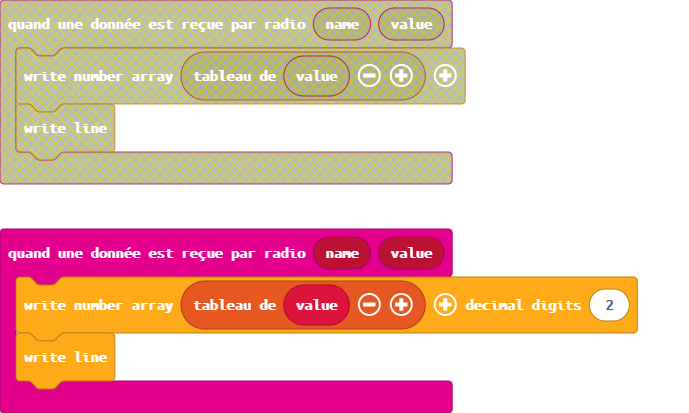 quand une donnée est reçue par radio name value
write number array tableau de value
write line
quand une donnée est reçue par radio name value
write number array tableau de value decimal digits 2
write line